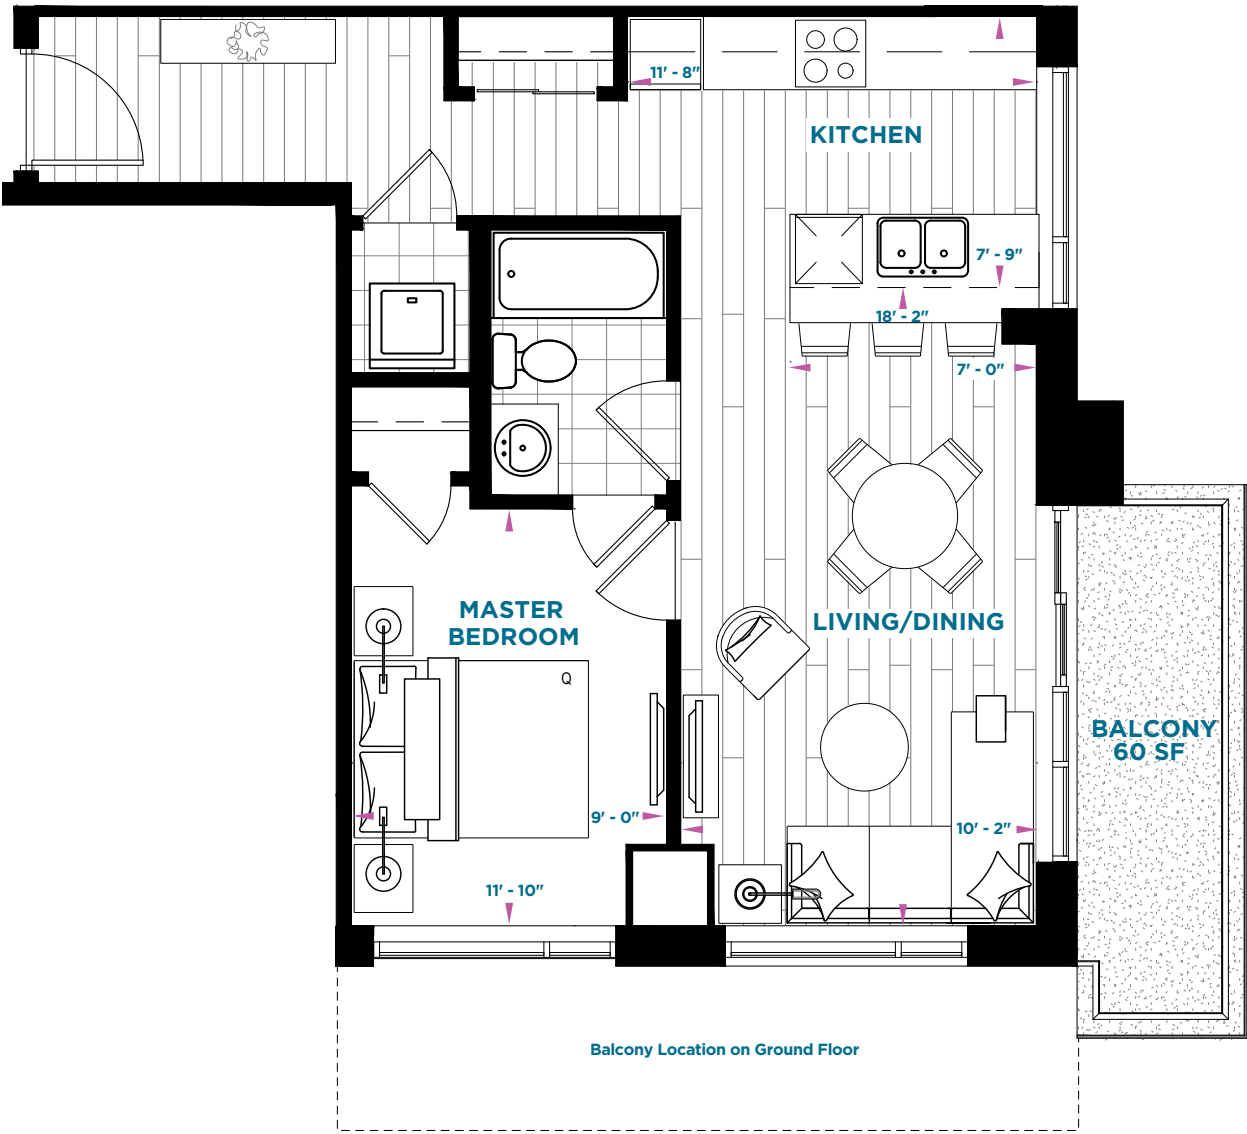 11' - 8"
KITCHEN
7' - 9"
18' - 2"
7' - 0"
MASTER
BEDROOM
LIVING/DINING
Q
BALCONY
60 SF
9' - 0"
10' - 2"
11' - 10"
Balcony Location on Ground Floor